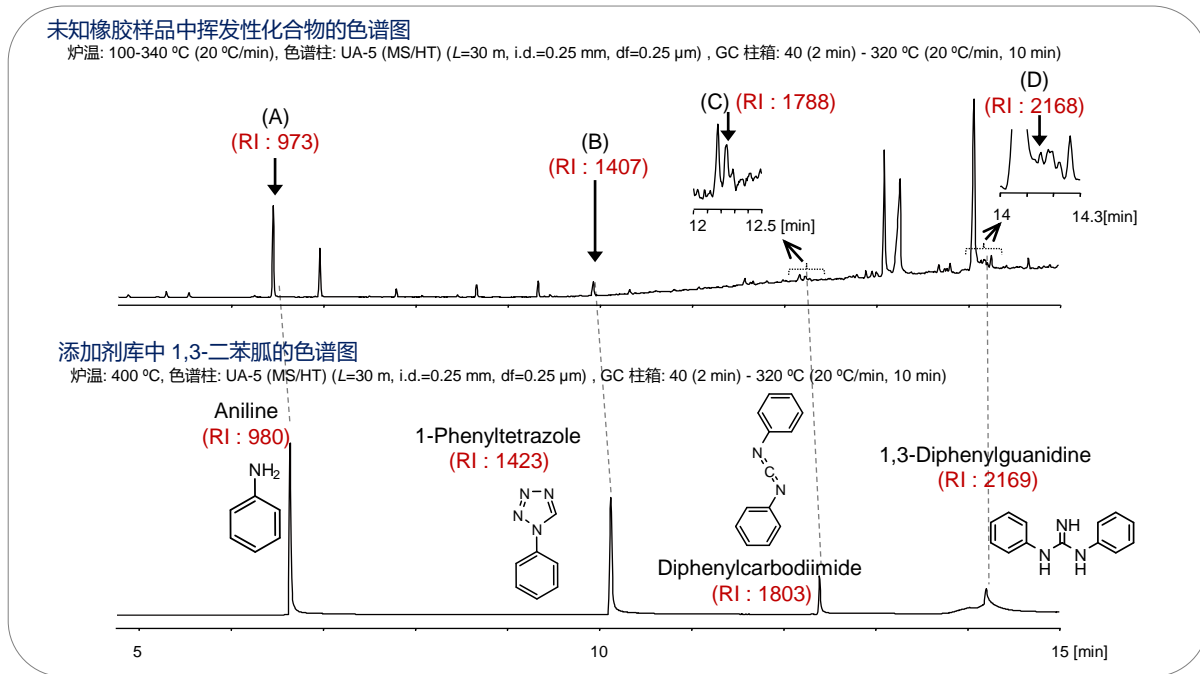 未知橡胶样品中挥发性化合物的色谱图
炉温: 100-340 ºC (20 ºC/min), 色谱柱: UA-5 (MS/HT) (L=30 m, i.d.=0.25 mm, df=0.25 µm) , GC 柱箱: 40 (2 min) - 320 ºC (20 ºC/min, 10 min)
(A)
(RI : 973)
(B)
(RI : 1407)
(C) (RI : 1788)
(D)
(RI : 2168)
12
12.5 [min]
14
14.3[min]
添加剂库中 1,3-二苯胍的色谱图
炉温: 400 ºC, 色谱柱: UA-5 (MS/HT) (L=30 m, i.d.=0.25 mm, df=0.25 µm) , GC 柱箱: 40 (2 min) - 320 ºC (20 ºC/min, 10 min)
Aniline
(RI : 980)
NH2
1-Phenyltetrazole
(RI : 1423)
N
N
N
N
N
C
N
Diphenylcarbodiimide
(RI : 1803)
1,3-Diphenylguanidine
(RI : 2169)
NH
N
H
N
H
5
10
15 [min]